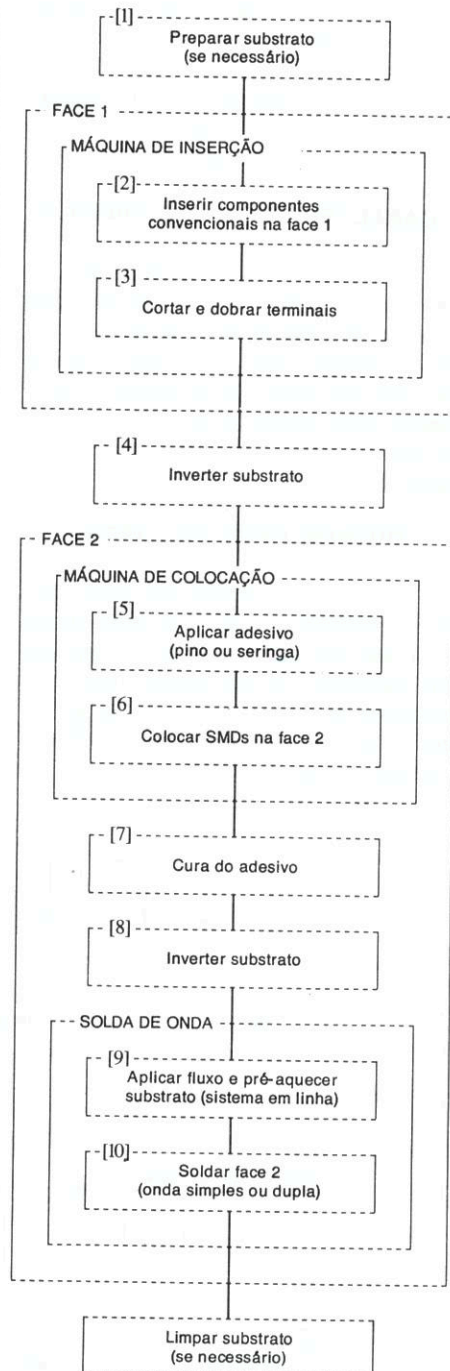 [1]
Preparar substrato
(se necessário)
FACE 1
MÁQUINA DE INSERÇÃO
[2]
Inserir componentes
convencionais na face 1
[3]
Cortar e dobrar terminais
[4]
Inverter substrato
FACE 2
MÁQUINA DE COLOCAÇÃO
[5]
Aplicar adesivo
(pino ou seringa)
[6]
Colocar SMDs na face 2
[7]
Cura do adesivo
[8]
Inverter substrato
SOLDA DE ONDA
[9]
Aplicar fluxo e pré-aquecer
substrato (sistema em linha)
[10]
Soldar face 2
(onda simples ou dupla)
Limpar substrato
(se necessário)